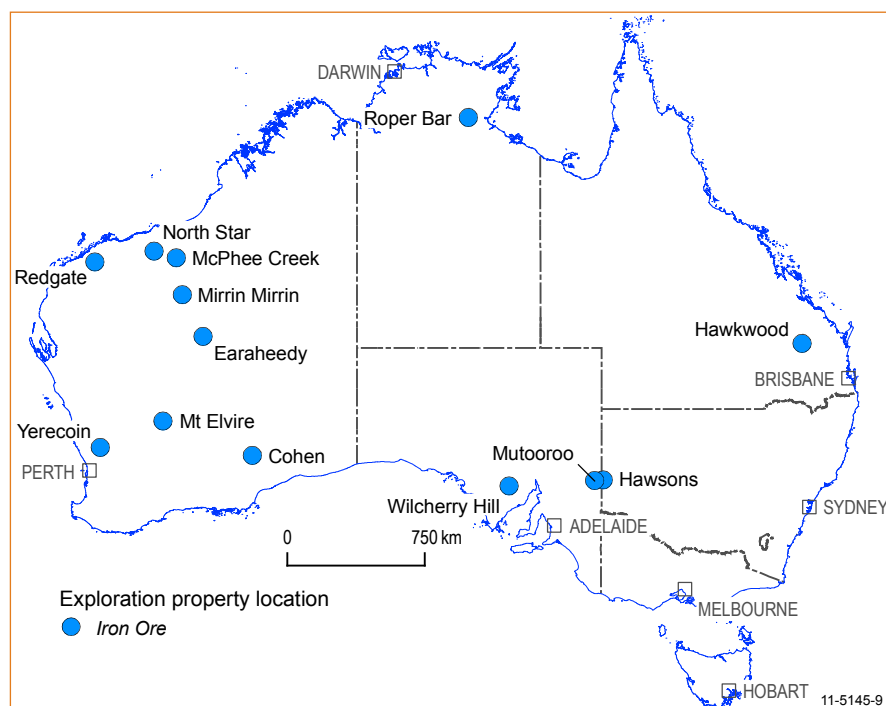 DARWIN
Roper Bar
North Star
McPhee Creek
Redgate
Mirrin Mirrin
Earaheedy
Hawkwood
BRISBANE
Mt Elvire
Yerecoin
Cohen
PERTH
Mutooroo
Hawsons
Wilcherry Hill
SYDNEY
ADELAIDE
0
750 km
MELBOURNE
Exploration property location
Iron Ore
HOBART
11-5145-9